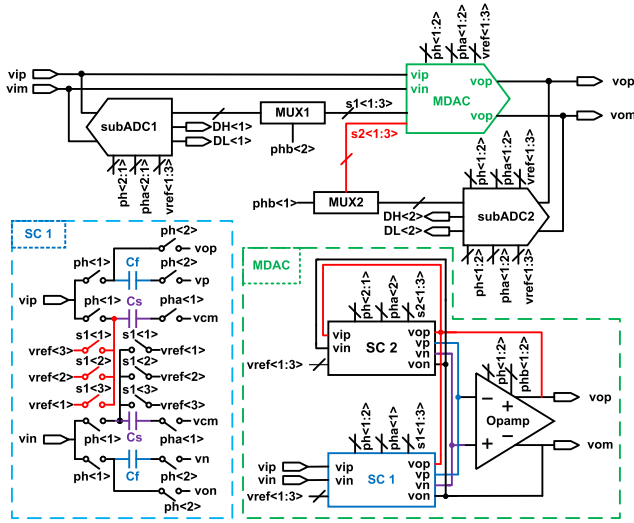 ph<1:2>
pha<1:2>
vref<1:3>
vip
vim
vip
vin
MDAC
vop
vop
vop
vom
subADC1
DH<1>
DL<1>
MUX1
s1<1:3>
phb<2>
s2<1:3>
ph<2:1>
pha<2:1>
vref<1:3>
phb<1>
MUX2
DH<2>
DL<2>
subADC2
ph<1:2>
pha<1:2>
vref<1:3>
ph<1:2>
pha<1:2>
vref<1:3>
SC 1
ph<2>
vop
ph<1>
Cf
ph<2>
vp
vip
ph<1>
Cs
pha<1>
vcm
s1<1>
s1<1>
vref<3>
vref<1>
s1<2>
s1<2>
vref<2>
vref<2>
s1<3>
s1<3>
vref<1>
vref<3>
vin
ph<1>
Cs
pha<1>
vcm
ph<1>
Cf
ph<2>
vn
von
ph<2>
MDAC
ph<2:1>
pha<2>
s2<1:3>
vip
vin
SC 2
vop
vp
vn
von
vref<1:3>
ph<1:2>
phb<1:2>
Opamp
vop
vom
ph<1:2>
pha<1>
s1<1:3>
vip
vin
vip
vin
SC 1
vop
vp
vn
von
vref<1:3>